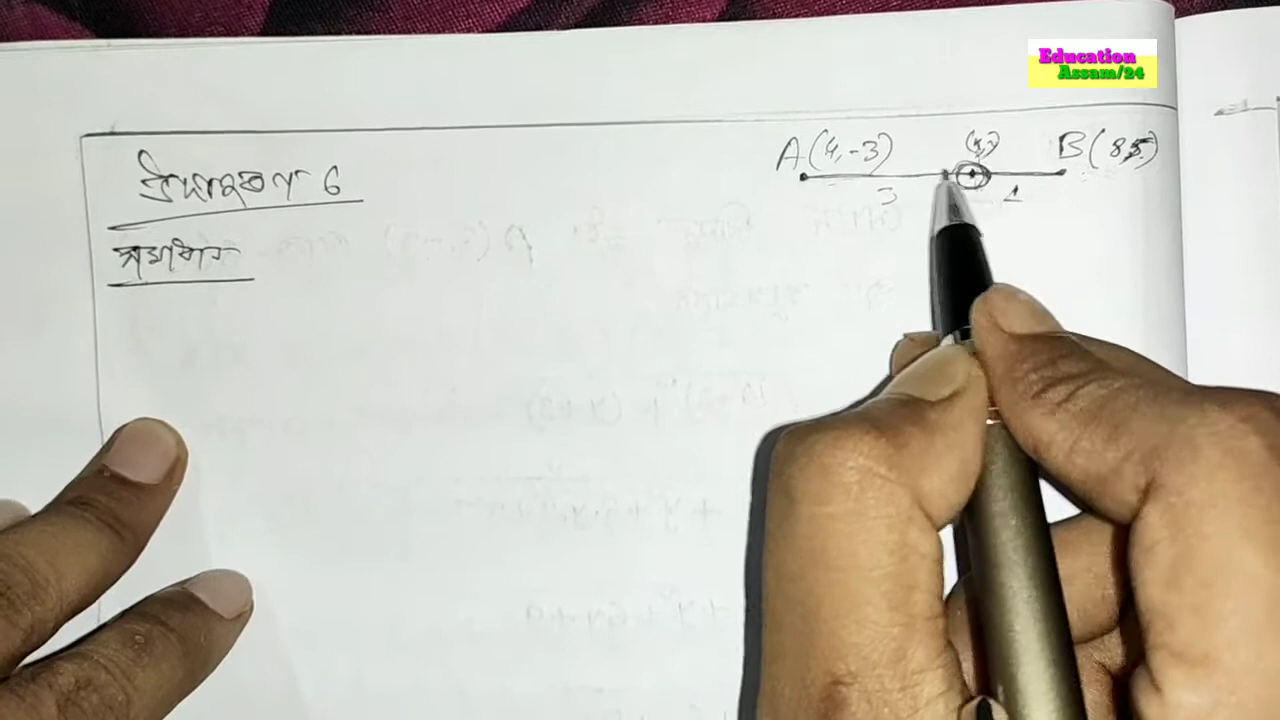 Education
Assam/24
A(4,-3) (x,y) B(8,5)
3 1
উদাহৰণ 6
সমাধান